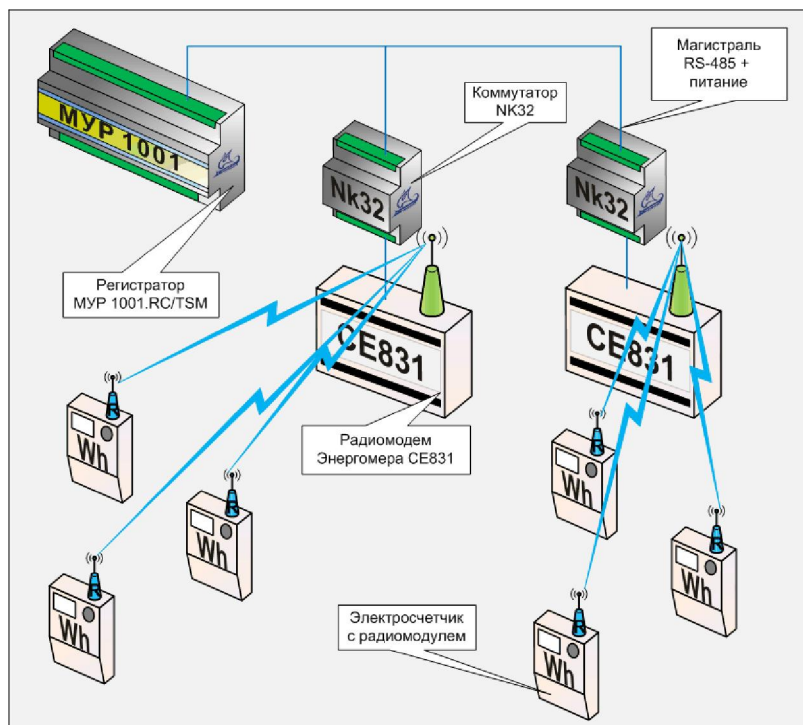 Магистраль
RS-485 +
питание
Коммутатор
NK32
МУР 1001
Nk32
Nk32
Регистратор
МУР 1001.RC/TSM
CE831
CE831
R
Wh
Радиомодем
Энергомера CE831
R
Wh
R
Wh
R
Wh
R
Wh
R
Wh
Электросчетчик
с радиомодулем